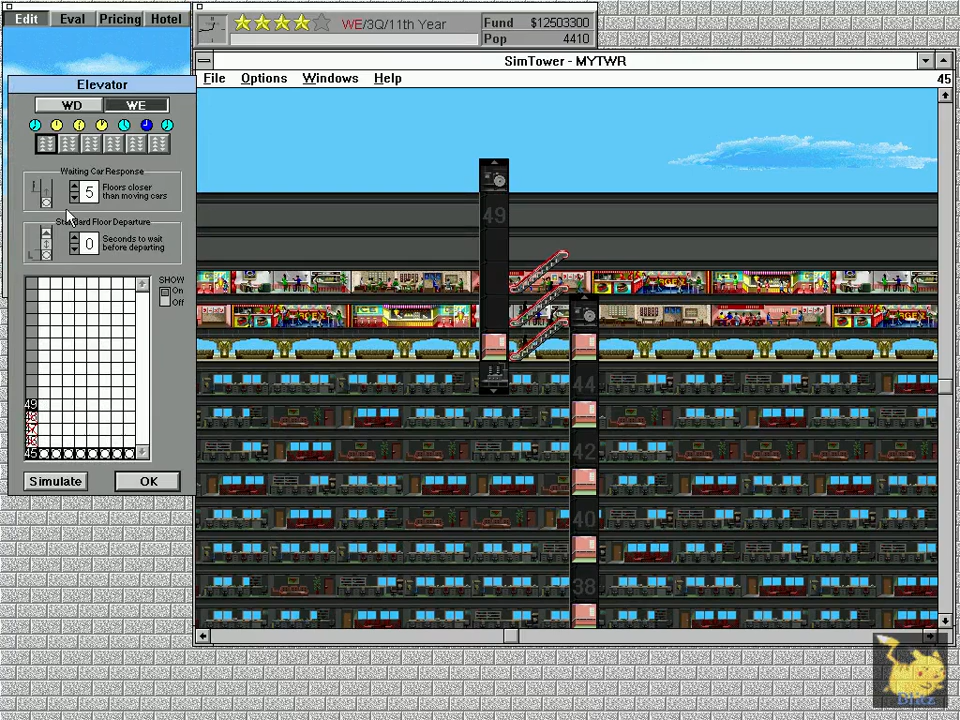 Edit Eval Pricing Hotel
WE/3Q/11th Year
Fund $12503300
Pop 4410
SimTower - MYTWR
File Options Windows Help
45
Elevator
WD WE
Waiting Car Response
5 Floors closer
than moving cars
Standard Floor Departure
0 Seconds to wait
before departing
SHOW
On
Off
49
48
47
46
45
Simulate OK
49
44
42
40
38
Blitz